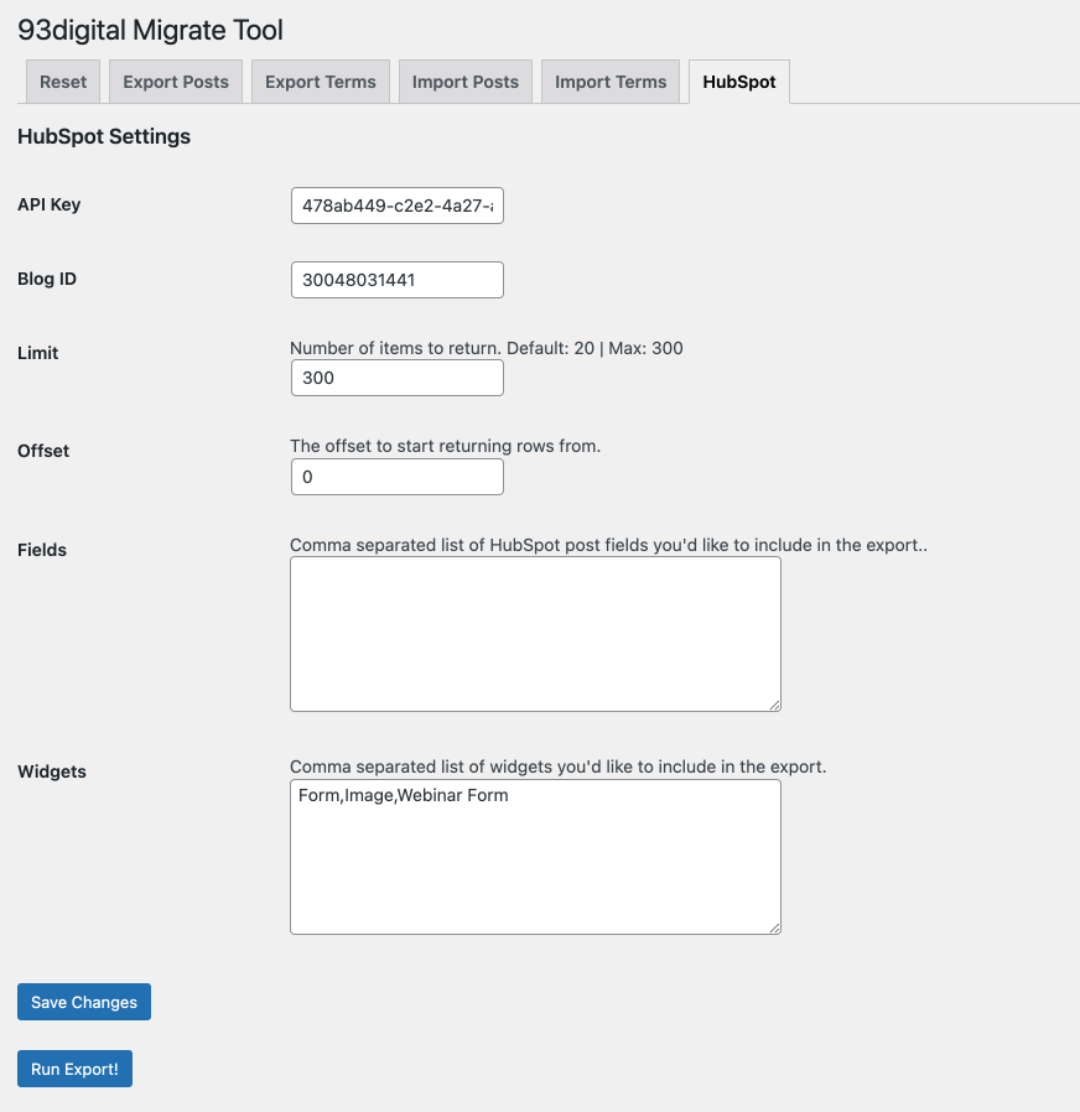 93digital Migrate Tool
Reset Export Posts Export Terms Import Posts Import Terms HubSpot
HubSpot Settings
API Key 478ab449-c2e2-4a27-
Blog ID 30048031441
Limit Number of items to return. Default: 20 | Max: 300
300
Offset The offset to start returning rows from.
0
Fields Comma separated list of HubSpot post fields you'd like to include in the export..
Widgets Comma separated list of widgets you'd like to include in the export.
Form,Image,Webinar Form
Save Changes
Run Export!